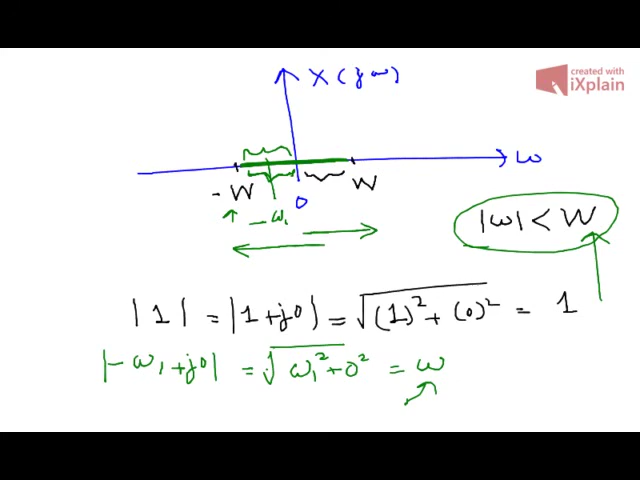 X(jω)
created with
iXplain
ω
-W
0
W
-ω₁
|ω| < W
|1| = |1+j0| = √(1)² + (0)² = 1
|-ω₁+j0| = √ω₁²+0² = ω